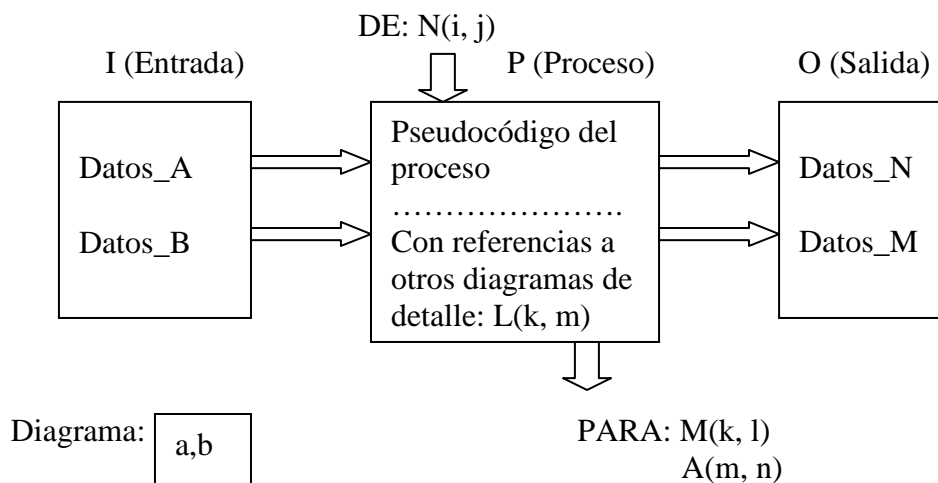 DE: N(i, j)
I (Entrada)
P (Proceso)
O (Salida)
Datos_A
Datos_B
Pseudocódigo del
proceso
…………………….
Con referencias a
otros diagramas de
detalle: L(k, m)
Datos_N
Datos_M
Diagrama:
a,b
PARA: M(k, l)
A(m, n)